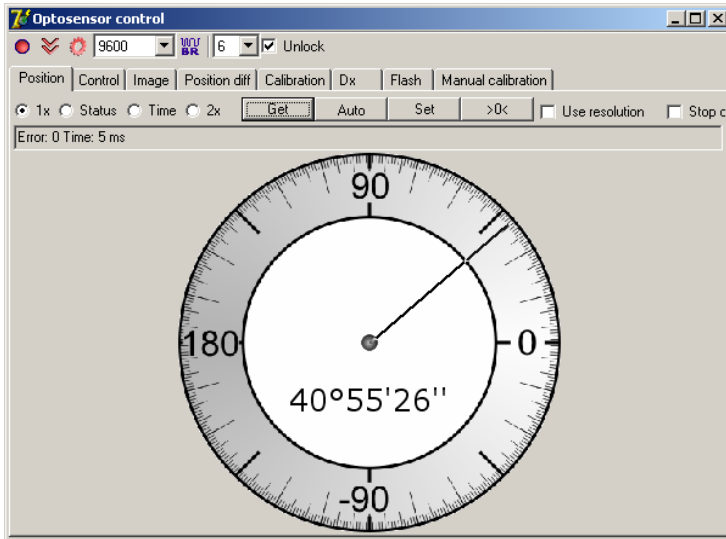 Optosensor control
9600 BR 6 Unlock
Position Control Image Position diff Calibration Dx Flash Manual calibration
1x Status Time 2x Get Auto Set >0< Use resolution Stop c
Error: 0 Time: 5 ms
90
180 0
40°55'26''
-90